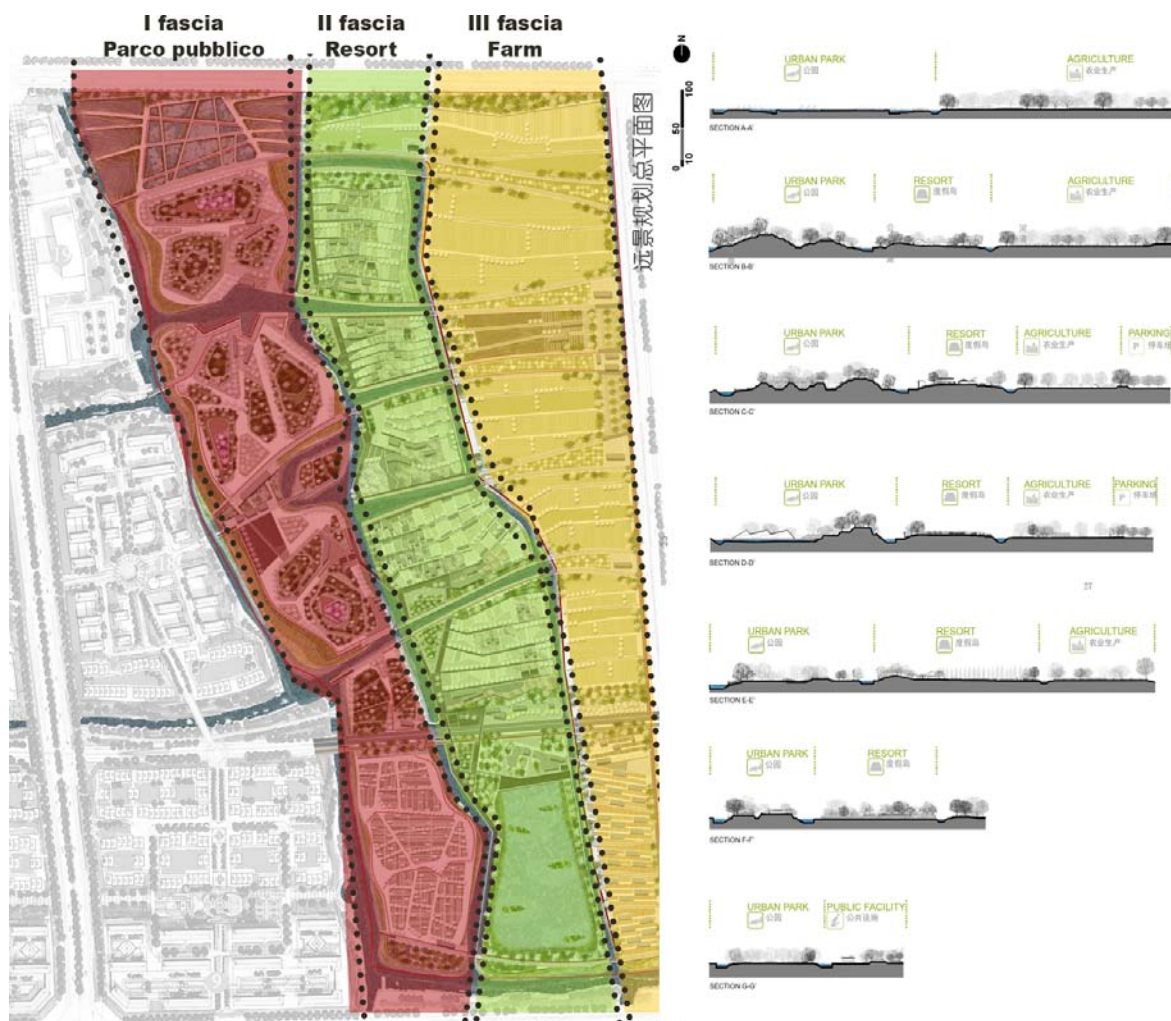 I fascia
Parco pubblico
II fascia
Resort
III fascia
Farm
N
0 10 50 100
远景规划总平面图
URBAN PARK
公园
AGRICULTURE
农业生产
SECTION A-A'
URBAN PARK
公园
RESORT
度假岛
AGRICULTURE
农业生产
SECTION B-B'
URBAN PARK
公园
RESORT
度假岛
AGRICULTURE
农业生产
PARKING
P 停车场
SECTION C-C'
URBAN PARK
公园
RESORT
度假岛
AGRICULTURE
农业生产
PARKING
P 停车场
SECTION D-D'
URBAN PARK
公园
RESORT
度假岛
AGRICULTURE
农业生产
SECTION E-E'
URBAN PARK
公园
RESORT
度假岛
SECTION F-F'
URBAN PARK
公园
PUBLIC FACILITY
公共设施
SECTION G-G'